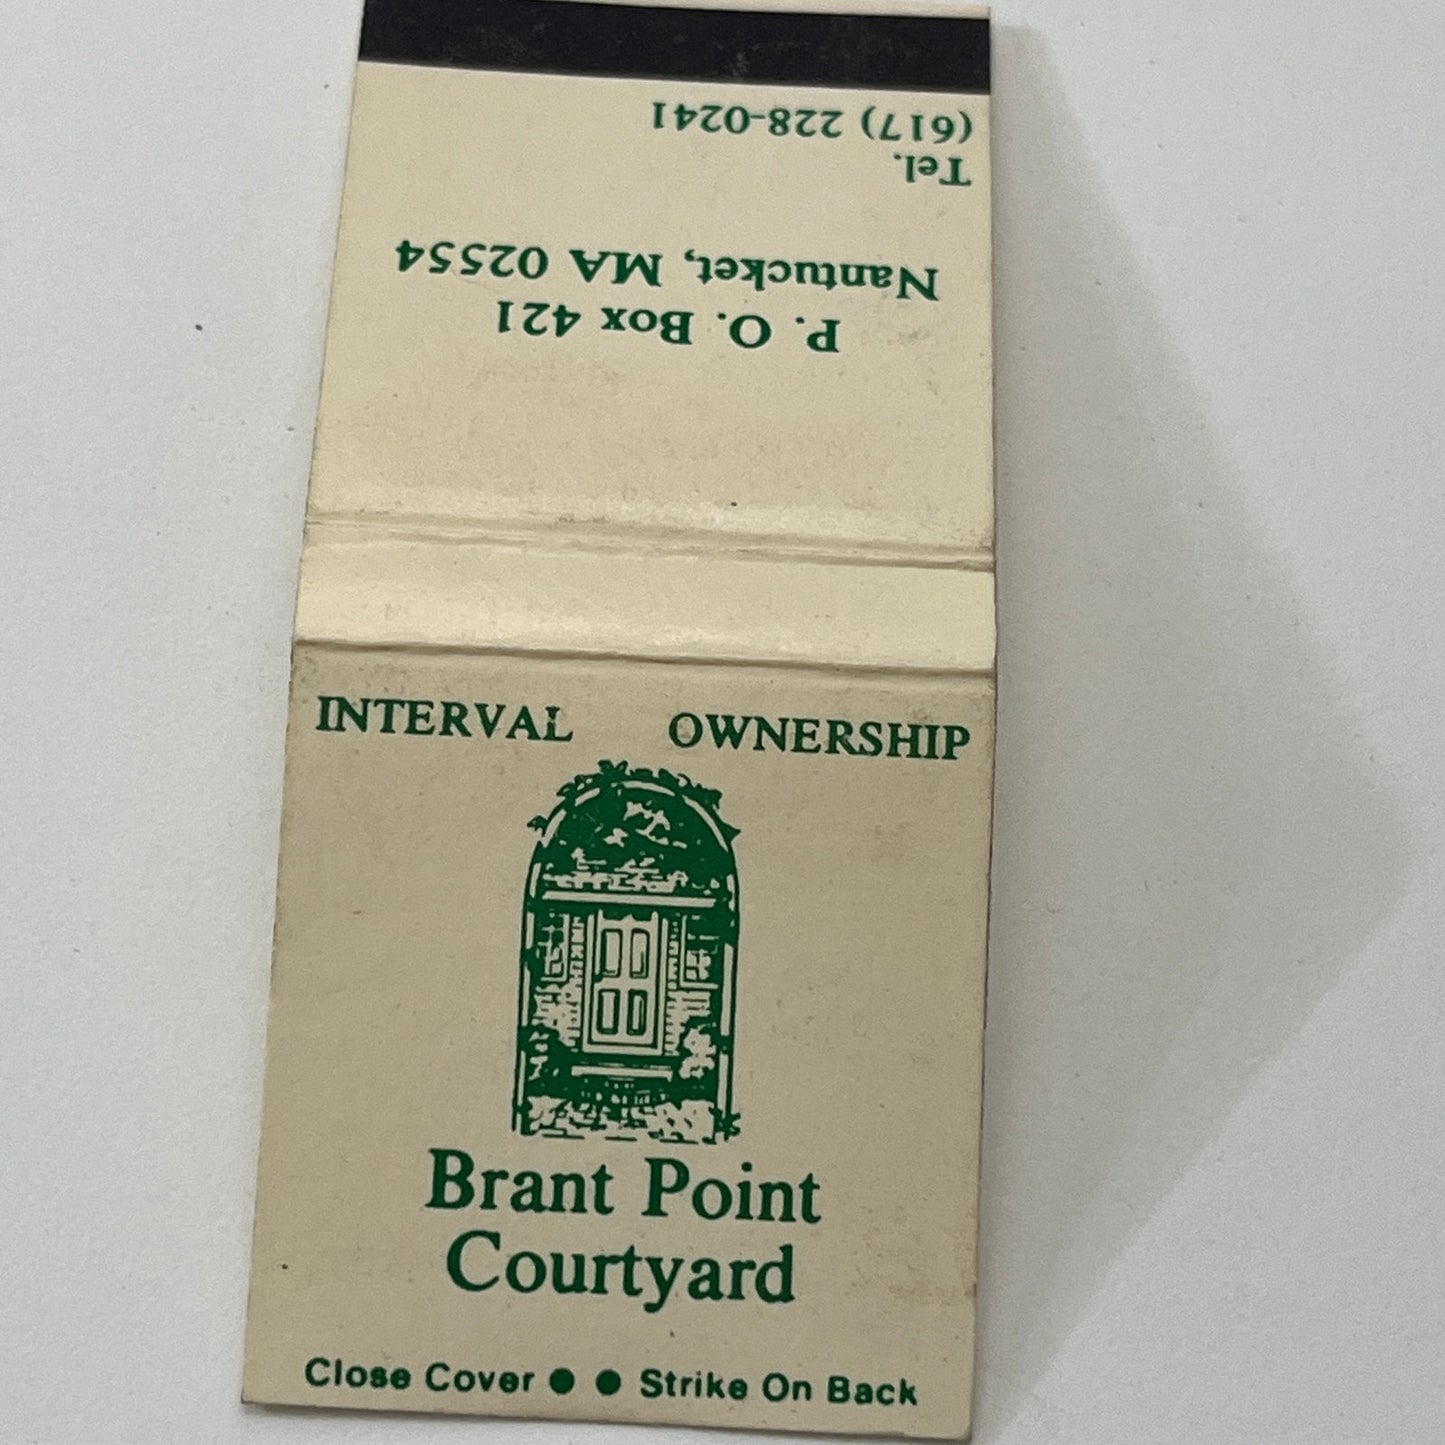 INTERVAL OWNERSHIP
Brant Point
Courtyard
Close Cover ● ● Strike On Back
P. O. Box 421
Nantucket, MA 02554
Tel.
(617) 228-0241